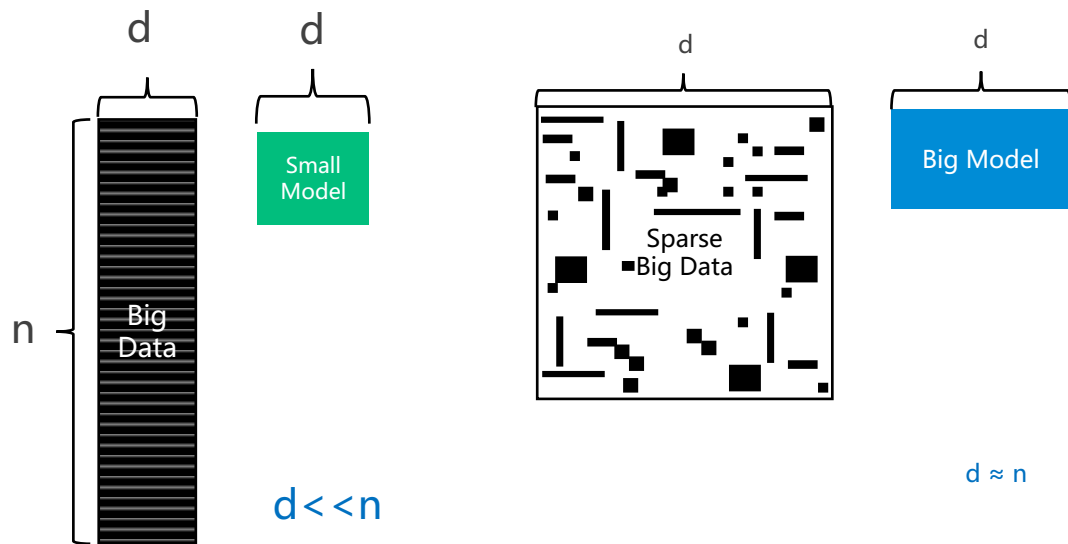 d
d
Small
Model
Big
Data
n
d<<n
d
d
Big Model
Sparse
Big Data
d ≈ n